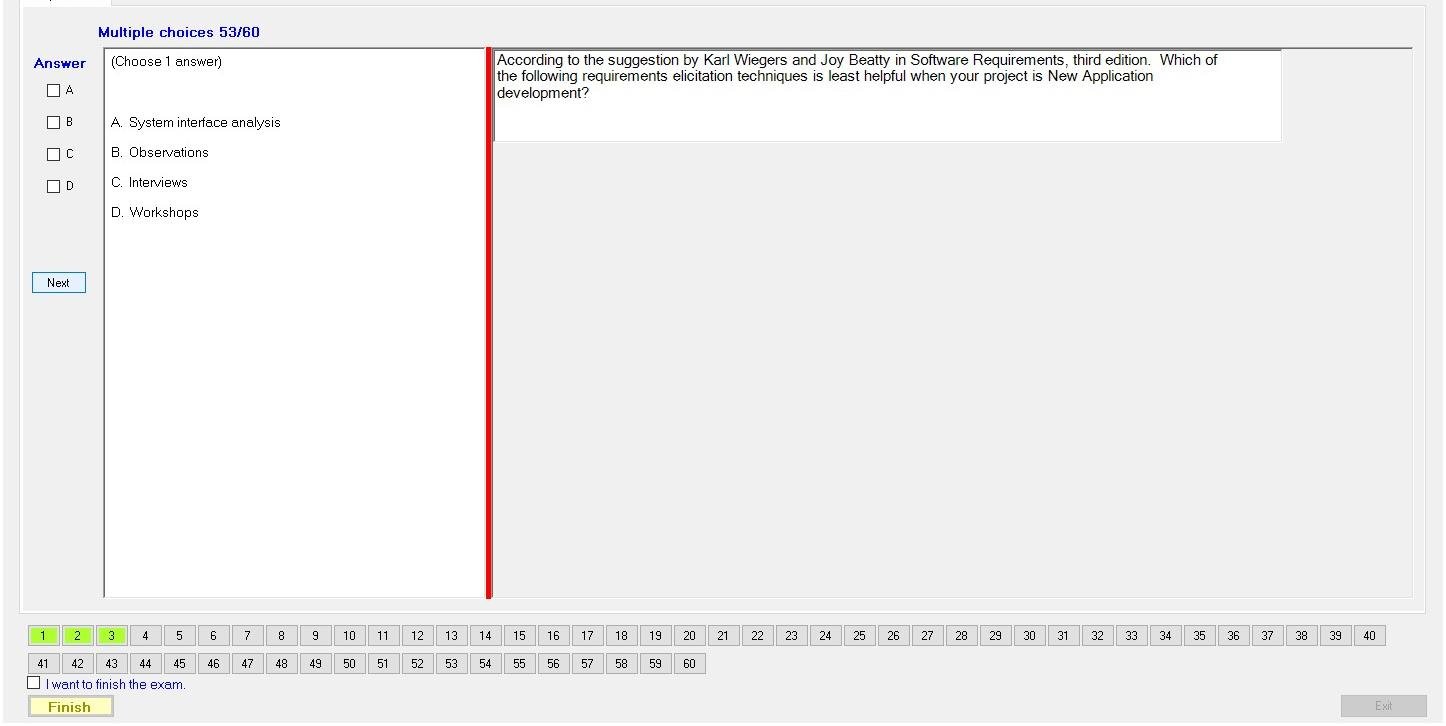 Multiple choices 53/60
Answer
A
B
C
D
Next
(Choose 1 answer)
A. System interface analysis
B. Observations
C. Interviews
D. Workshops
According to the suggestion by Karl Wiegers and Joy Beatty in Software Requirements, third edition. Which of
the following requirements elicitation techniques is least helpful when your project is New Application
development?
1 2 3 4 5 6 7 8 9 10 11 12 13 14 15 16 17 18 19 20 21 22 23 24 25 26 27 28 29 30 31 32 33 34 35 36 37 38 39 40
41 42 43 44 45 46 47 48 49 50 51 52 53 54 55 56 57 58 59 60
I want to finish the exam.
Finish
Exit